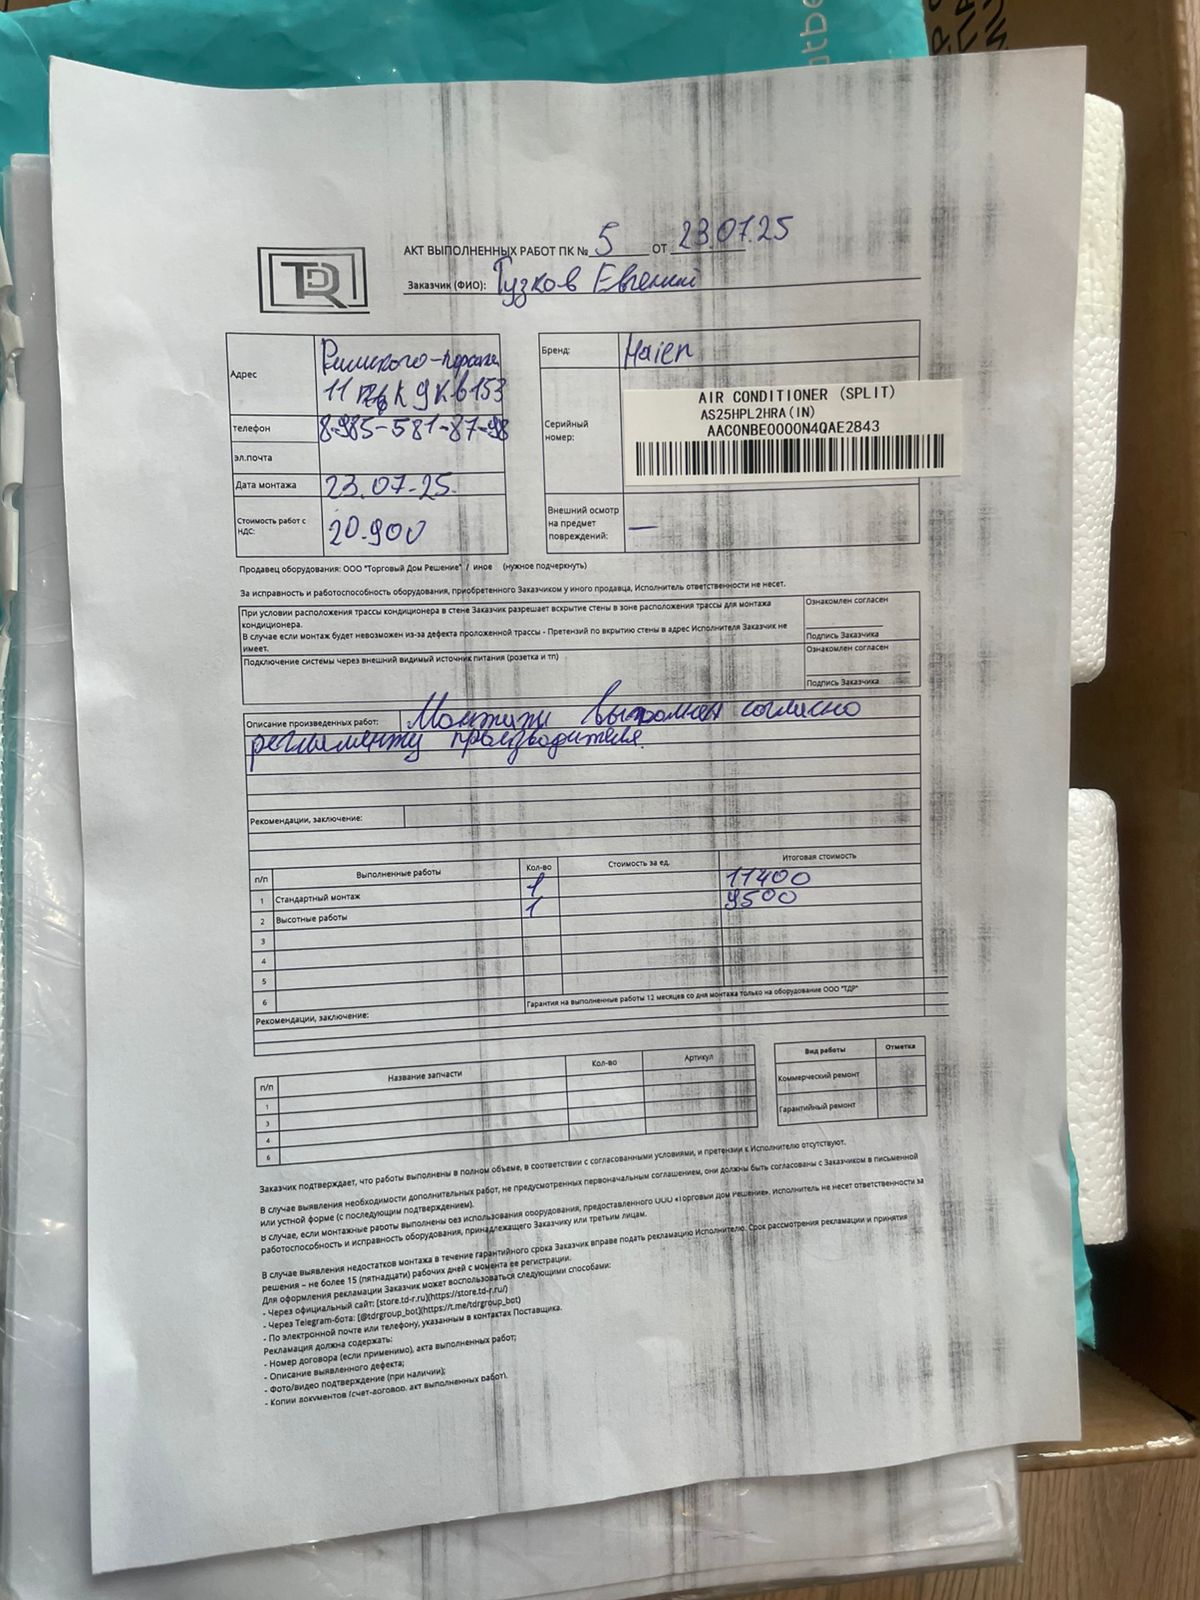 TDR
АКТ ВЫПОЛНЕННЫХ РАБОТ ПК № 5 ОТ 23.07.25
Заказчик (ФИО): Гузков Евгений
Адрес
11 к 9 кв 153
телефон 8-985-581-87-98
эл.почта
Дата монтажа 23.07.25.
Стоимость работ с НДС: 20.900
Бренд: Haier
Серийный номер:
AIR CONDITIONER (SPLIT)
AS25HPL2HRA(IN)
AAC0NBE0000N4QAE2843
Внешний осмотр на предмет повреждений: —
Продавец оборудования: ООО "Торговый Дом Решение" / иное (нужное подчеркнуть)
За исправность и работоспособность оборудования, приобретенного Заказчиком у иного продавца, Исполнитель ответственности не несет.
При условии расположения трассы кондиционера в стене Заказчик разрешает вскрытие стены в зоне расположения трассы для монтажа
кондиционера.
В случае если монтаж будет невозможен из-за дефекта проложенной трассы - Претензий по вкрытию стены в адрес Исполнителя Заказчик не
имеет.
Ознакомлен согласен
Подпись Заказчика
Подключение системы через внешний видимый источник питания (розетка и тп)
Ознакомлен согласен
Подпись Заказчика
Описание произведенных работ: Монтажи выполнен согласно
регламенту производителя.
Рекомендации, заключение:
п/п Выполненные работы Кол-во Стоимость за ед. Итоговая стоимость
1 Стандартный монтаж 1 11400
2 Высотные работы 1 9500
3
4
5
6
Гарантия на выполненные работы 12 месяцев со дня монтажа только на оборудование ООО "ТДР"
Рекомендации, заключение:
п/п Название запчасти Кол-во Артикул
1
3
4
6
Вид работы Отметка
Коммерческий ремонт
Гарантийный ремонт
Заказчик подтверждает, что работы выполнены в полном объеме, в соответствии с согласованными условиями, и претензии к Исполнителю отсутствуют.
В случае выявления необходимости дополнительных работ, не предусмотренных первоначальным соглашением, они должны быть согласованы с Заказчиком в письменной
или устной форме (с последующим подтверждением).
В случае, если монтажные работы выполнены без использования оборудования, предоставленного ООО «Торговый дом Решение», Исполнитель не несет ответственности за
работоспособность и исправность оборудования, принадлежащего Заказчику или третьим лицам.
В случае выявления недостатков монтажа в течение гарантийного срока Заказчик вправе подать рекламацию Исполнителю. Срок рассмотрения рекламации и принятия
решения – не более 15 (пятнадцати) рабочих дней с момента ее регистрации.
Для оформления рекламации Заказчик может воспользоваться следующими способами:
- Через официальный сайт: [store.td-r.ru](https://store.td-r.ru/)
- Через Telegram-бота: [@tdrgroup_bot](https://t.me/tdrgroup_bot)
- По электронной почте или телефону, указанным в контактах Поставщика.
Рекламация должна содержать:
- Номер договора (если применимо), акта выполненных работ;
- Описание выявленного дефекта;
- Фото/видео подтверждение (при наличии);
- Копии документов (счет-договор, акт выполненных работ).